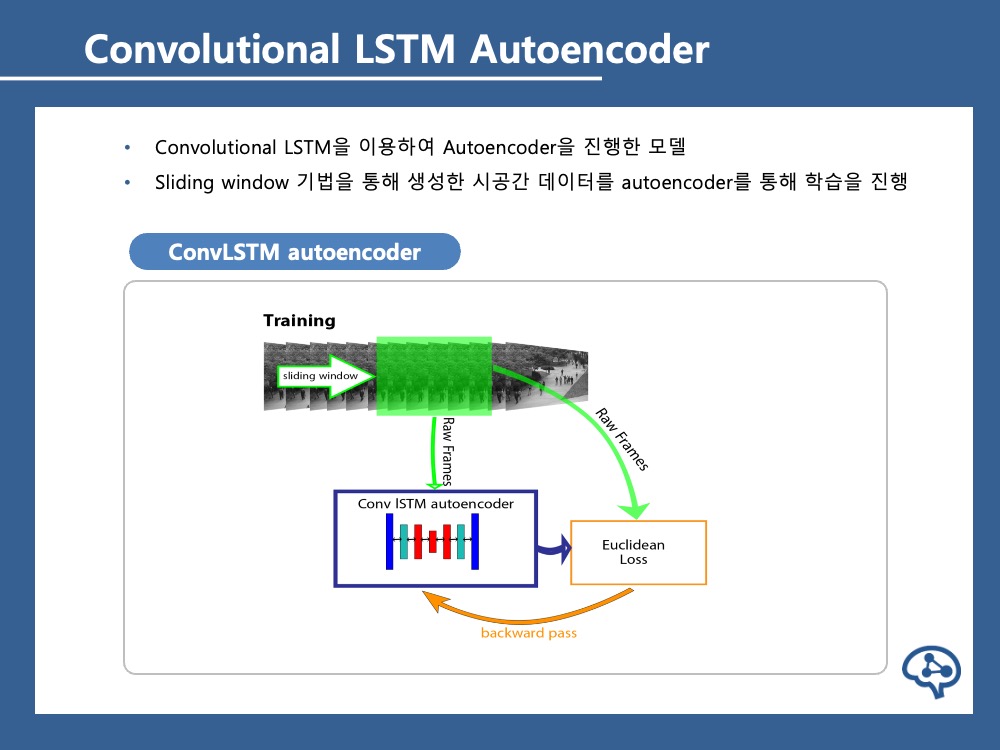 Convolutional LSTM Autoencoder
• Convolutional LSTM을 이용하여 Autoencoder을 진행한 모델
• Sliding window 기법을 통해 생성한 시공간 데이터를 autoencoder를 통해 학습을 진행
ConvLSTM autoencoder
Training
sliding window
Raw Frames
Raw Frames
Conv lSTM autoencoder
Euclidean
Loss
backward pass